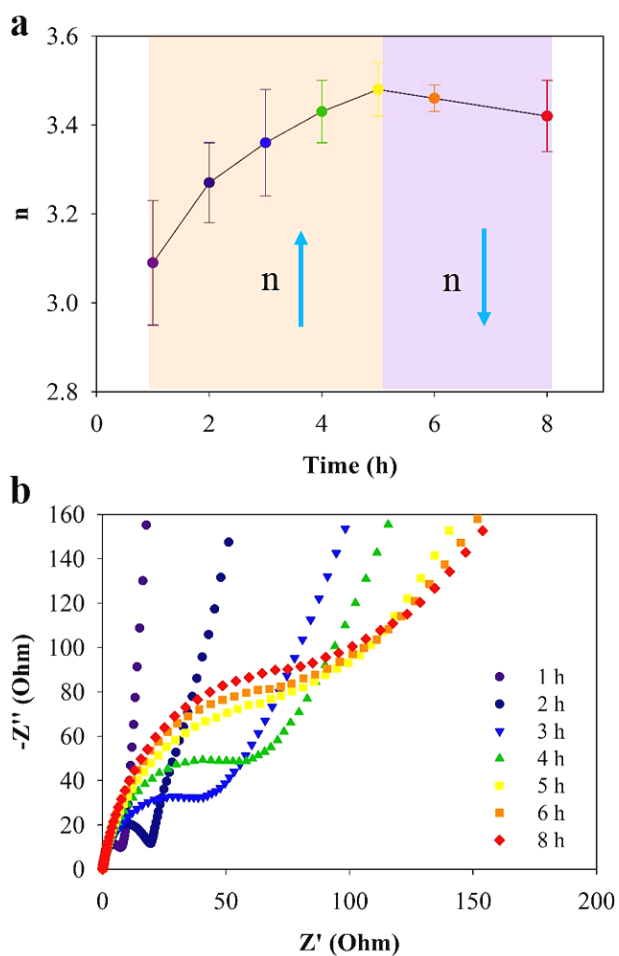 a
3.6
3.4
3.2
3.0
2.8
n
n
n
0 2 4 6 8
Time (h)
b
160
140
120
100
80
60
40
20
0
-Z'' (Ohm)
1 h
2 h
3 h
4 h
5 h
6 h
8 h
0 50 100 150 200
Z' (Ohm)